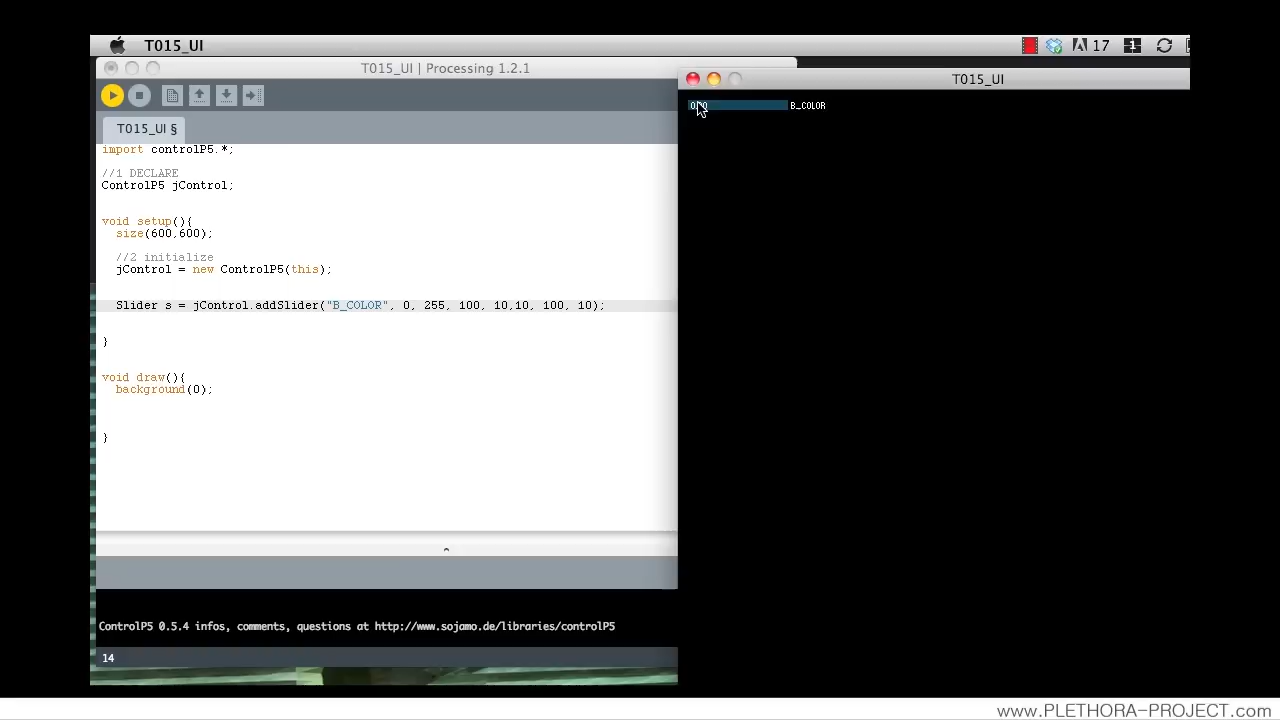 T015_UI
17
1
T015_UI | Processing 1.2.1
T015_UI
T015_UI §
B_COLOR
import controlP5.*;
//1 DECLARE
ControlP5 jControl;
void setup(){
size(600,600);
//2 initialize
jControl = new ControlP5(this);
Slider s = jControl.addSlider("B_COLOR", 0, 255, 100, 10,10, 100, 10);
}
void draw(){
background(0);
}
ControlP5 0.5.4 infos, comments, questions at http://www.sojamo.de/libraries/controlP5
14
www.PLETHORA-PROJECT.com